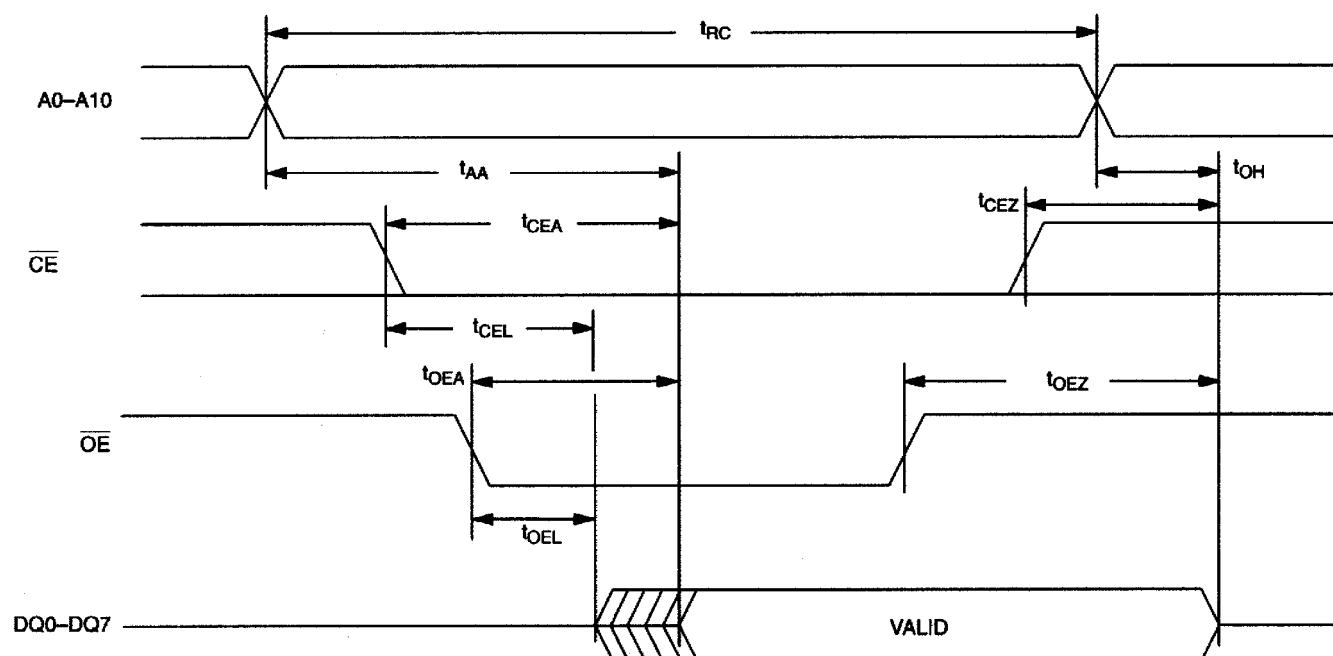 tRC
A0–A10
tAA
tOH
tCEZ
tCEA
CE
tCEL
tOEA
tOEZ
OE
tOEL
DQ0–DQ7
VALID